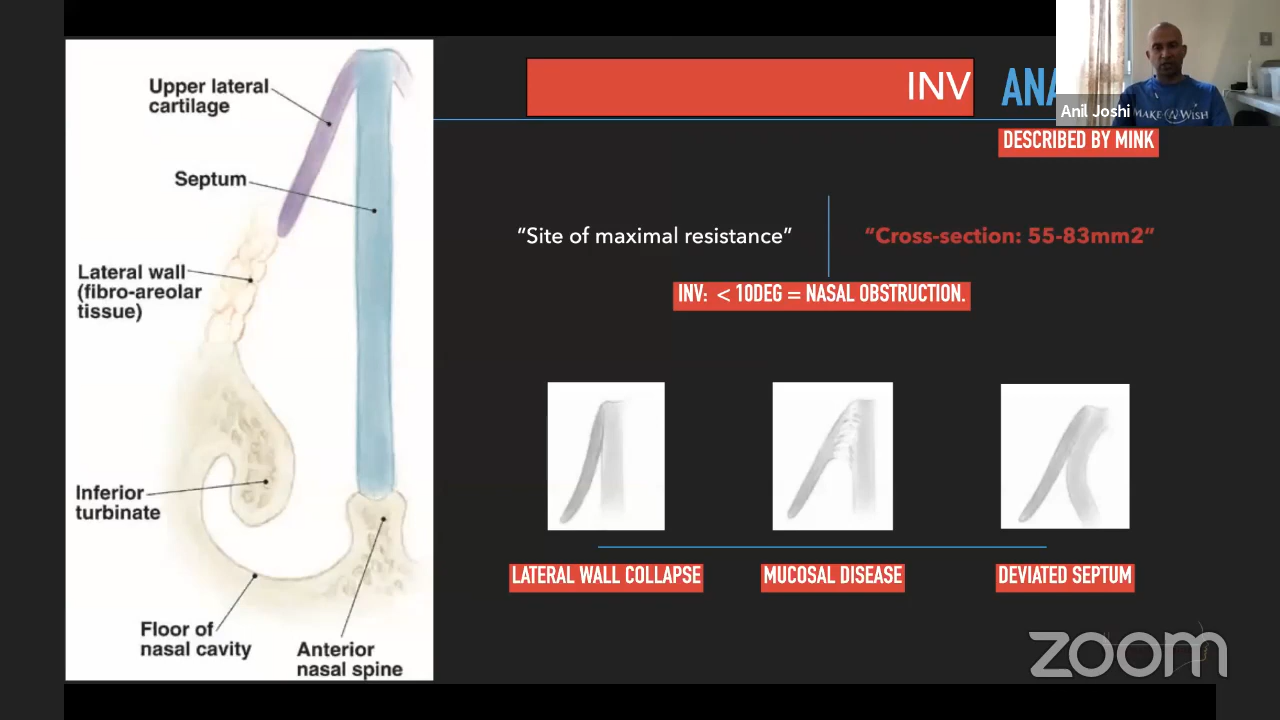 Upper lateral
cartilage
Septum
Lateral wall
(fibro-areolar
tissue)
Inferior
turbinate
Floor of
nasal cavity
Anterior
nasal spine
INV
DESCRIBED BY MINK
"Site of maximal resistance"
"Cross-section: 55-83mm2"
INV: < 10DEG = NASAL OBSTRUCTION.
LATERAL WALL COLLAPSE
MUCOSAL DISEASE
DEVIATED SEPTUM
Anil Joshi
MAKE A WISH
zoom